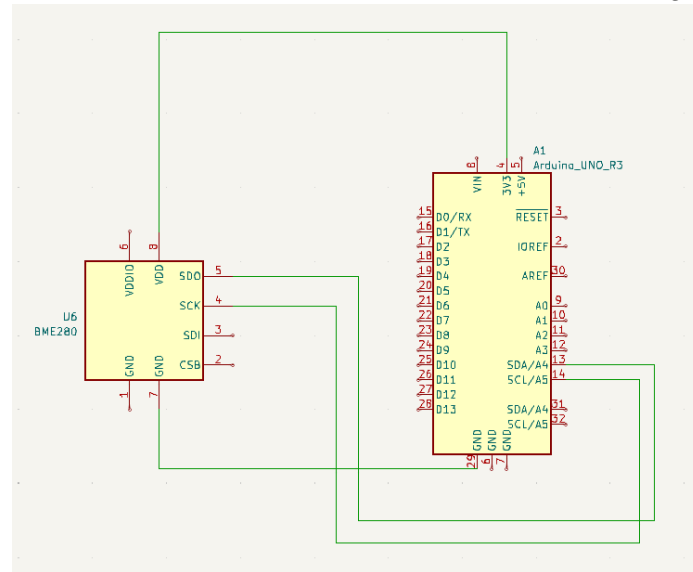 A1
Arduino_UNO_R3
8 VIN
4 3V3
5 +5V
15 D0/RX
16 D1/TX
17 D2
18 D3
19 D4
20 D5
21 D6
22 D7
23 D8
24 D9
25 D10
26 D11
27 D12
28 D13
RESET 3
IOREF 2
AREF 30
A0 9
A1 10
A2 11
A3 12
SDA/A4 13
SCL/A5 14
SDA/A4 31
SCL/A5 32
GND 29
GND 6
GND 7
U6
BME280
6 VDDIO
8 VDD
SDO 5
SCK 4
SDI 3
CSB 2
GND 1
GND 7